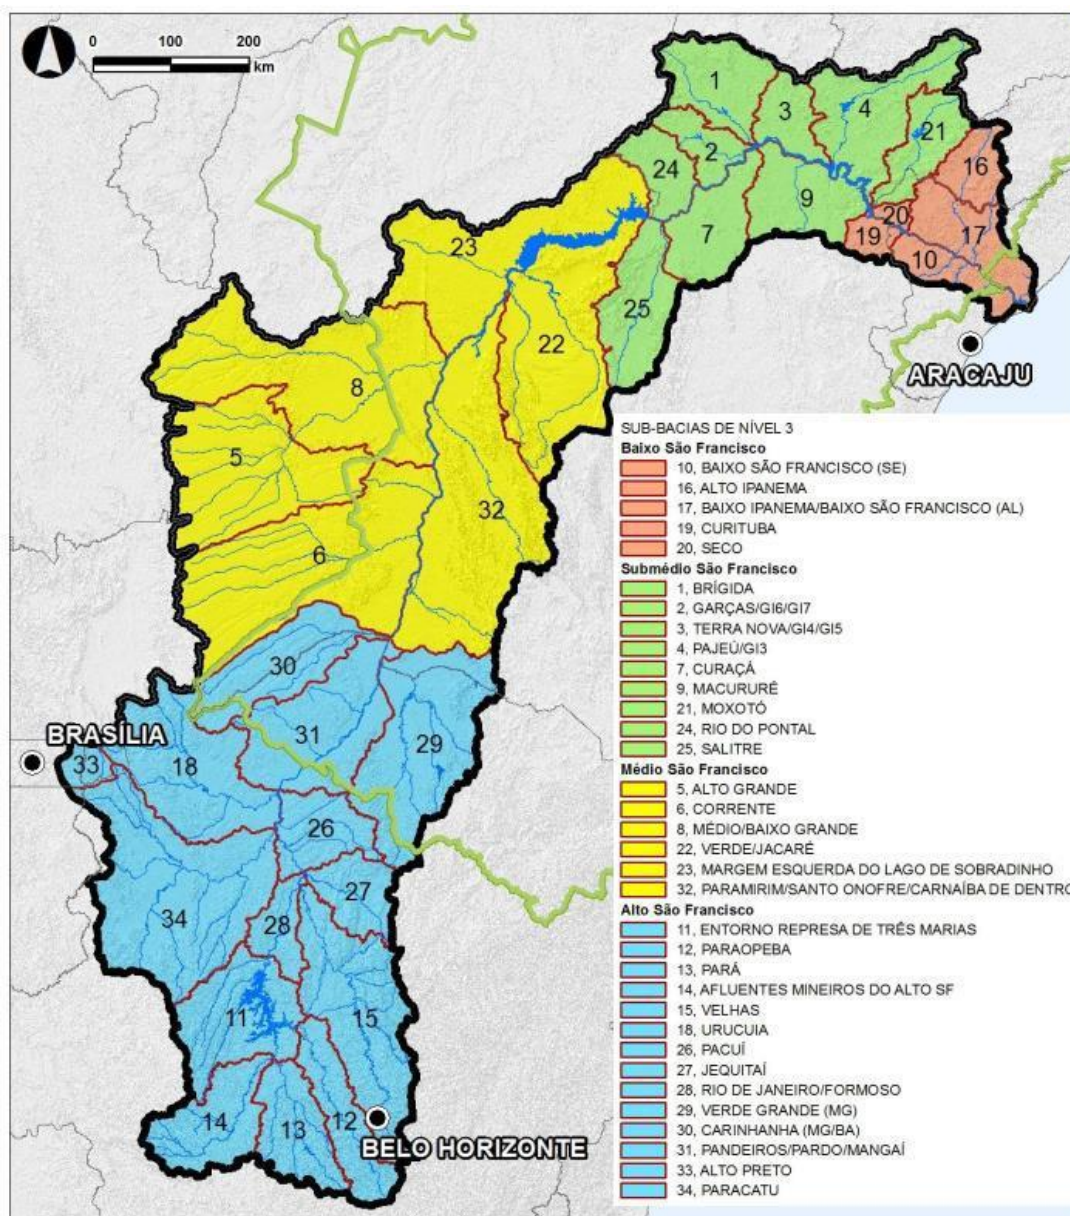 0 100 200
km
1
3
4
21
16
24
2
9
20
19
17
10
7
23
25
22
8
5
32
6
30
31
29
BRASÍLIA
33
18
26
27
34
28
11
15
14
13
12
BELO HORIZONTE
ARACAJU
SUB-BACIAS DE NÍVEL 3
Baixo São Francisco
10, BAIXO SÃO FRANCISCO (SE)
16, ALTO IPANEMA
17, BAIXO IPANEMA/BAIXO SÃO FRANCISCO (AL)
19, CURITUBA
20, SECO
Submédio São Francisco
1, BRÍGIDA
2, GARÇAS/GI6/GI7
3, TERRA NOVA/GI4/GI5
4, PAJEÚ/GI3
7, CURAÇÁ
9, MACURURÊ
21, MOXOTÓ
24, RIO DO PONTAL
25, SALITRE
Médio São Francisco
5, ALTO GRANDE
6, CORRENTE
8, MÉDIO/BAIXO GRANDE
22, VERDE/JACARÉ
23, MARGEM ESQUERDA DO LAGO DE SOBRADINHO
32, PARAMIRIM/SANTO ONOFRE/CARNAÍBA DE DENTRO
Alto São Francisco
11, ENTORNO REPRESA DE TRÊS MARIAS
12, PARAOPEBA
13, PARÁ
14, AFLUENTES MINEIROS DO ALTO SF
15, VELHAS
18, URUCUIA
26, PACUÍ
27, JEQUITAÍ
28, RIO DE JANEIRO/FORMOSO
29, VERDE GRANDE (MG)
30, CARINHANHA (MG/BA)
31, PANDEIROS/PARDO/MANGAÍ
33, ALTO PRETO
34, PARACATU